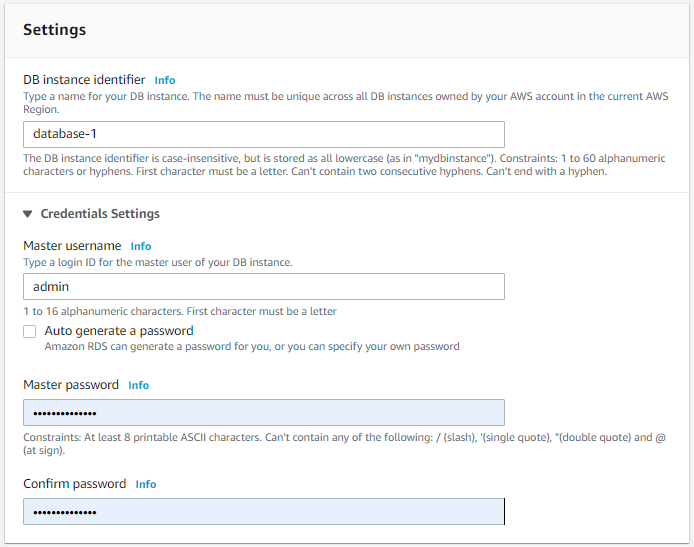 Settings
DB instance identifier Info
Type a name for your DB instance. The name must be unique across all DB instances owned by your AWS account in the current AWS
Region.
database-1
The DB instance identifier is case-insensitive, but is stored as all lowercase (as in "mydbinstance"). Constraints: 1 to 60 alphanumeric
characters or hyphens. First character must be a letter. Can't contain two consecutive hyphens. Can't end with a hyphen.
▼ Credentials Settings
Master username Info
Type a login ID for the master user of your DB instance.
admin
1 to 16 alphanumeric characters. First character must be a letter
Auto generate a password
Amazon RDS can generate a password for you, or you can specify your own password
Master password Info
••••••••••••••
Constraints: At least 8 printable ASCII characters. Can't contain any of the following: / (slash), '(single quote), "(double quote) and @
(at sign).
Confirm password Info
••••••••••••••